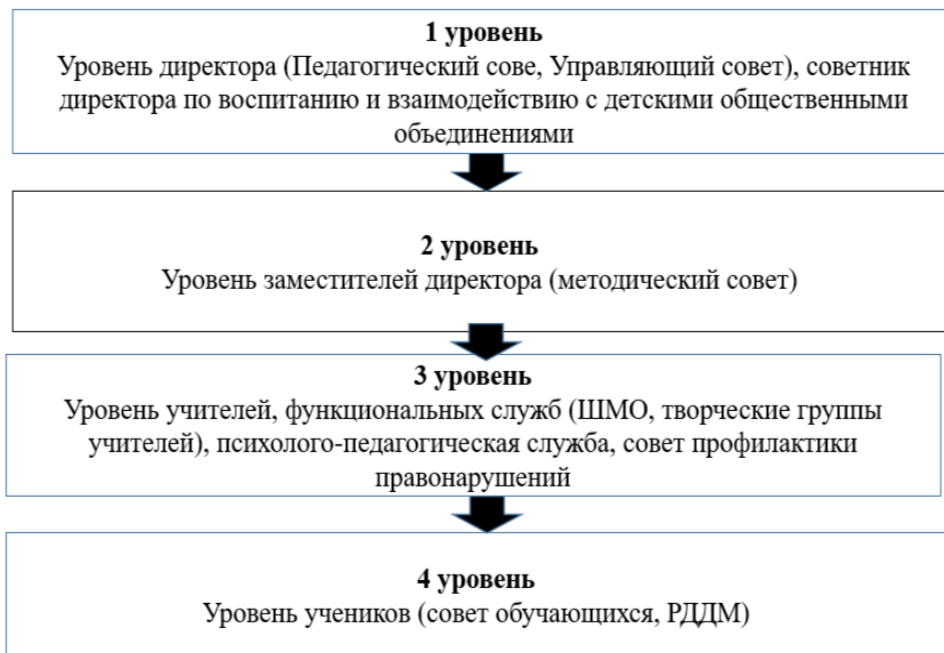 1 уровень
Уровень директора (Педагогический сове, Управляющий совет), советник
директора по воспитанию и взаимодействию с детскими общественными
объединениями
2 уровень
Уровень заместителей директора (методический совет)
3 уровень
Уровень учителей, функциональных служб (ШМО, творческие группы
учителей), психолого-педагогическая служба, совет профилактики
правонарушений
4 уровень
Уровень учеников (совет обучающихся, РДДМ)